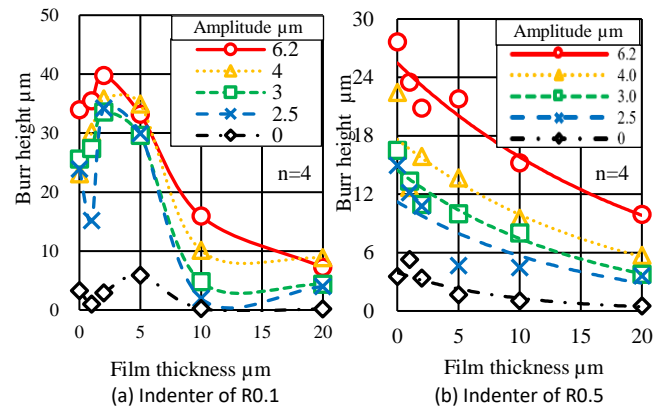 Amplitude µm
6.2
4
3
2.5
0
n=4
50
40
30
20
10
0
Burr height µm
0 5 10 15 20
Film thickness µm
(a) Indenter of R0.1
Amplitude µm
6.2
4.0
3.0
2.5
0
n=4
30
24
18
12
6
0
Burr height µm
0 5 10 15 20
Film thickness µm
(b) Indenter of R0.5